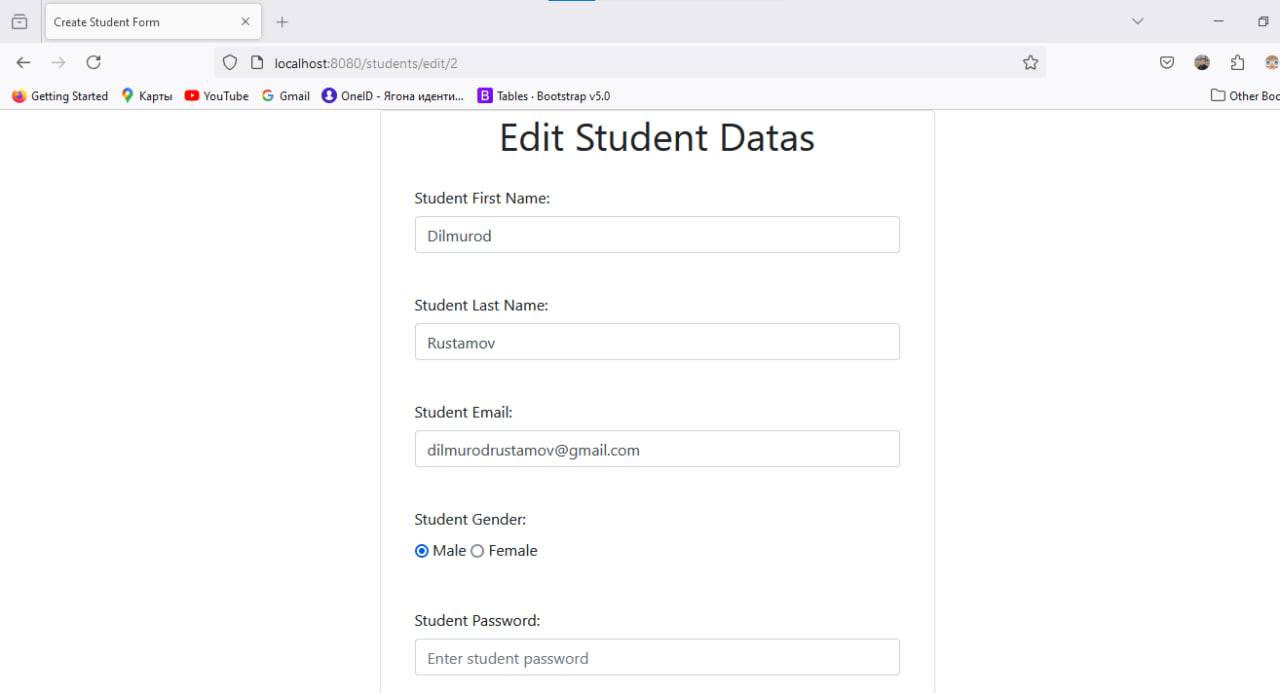 Create Student Form
localhost:8080/students/edit/2
Getting Started Карты YouTube Gmail OneID - Ягона иденти... Tables · Bootstrap v5.0 Other Boo
Edit Student Datas
Student First Name:
Dilmurod
Student Last Name:
Rustamov
Student Email:
dilmurodrustamov@gmail.com
Student Gender:
Male Female
Student Password:
Enter student password